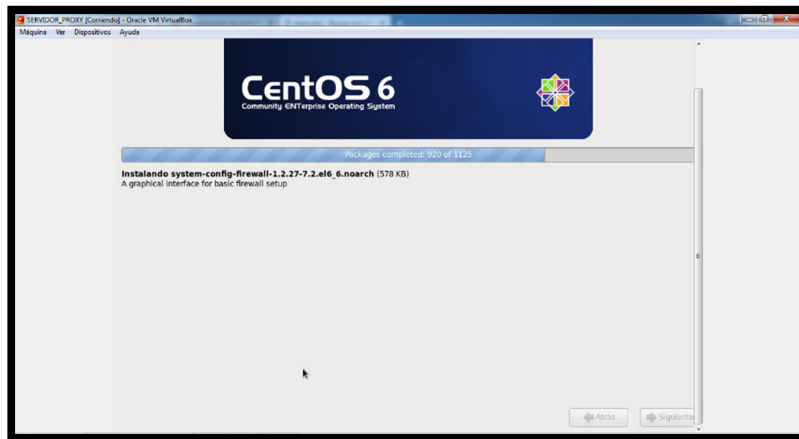 SERVIDOR_PROXY [Corriendo] - Oracle VM VirtualBox
Máquina Ver Dispositivos Ayuda
CentOS 6
Community ENTerprise Operating System
Packages completed: 920 of 1125
Instalando system-config-firewall-1.2.27-7.2.el6_6.noarch (578 KB)
A graphical interface for basic firewall setup
Atrás
Siguiente